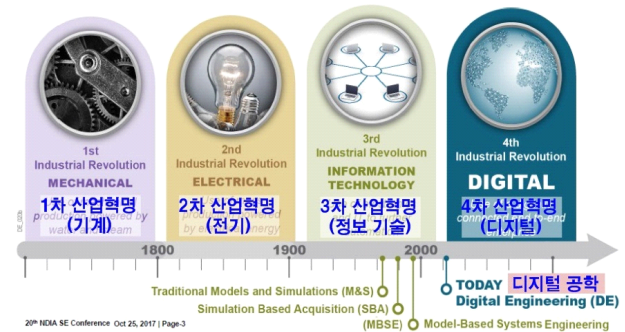 1st
Industrial Revolution
MECHANICAL
1차 산업혁명
(기계)
2nd
Industrial Revolution
ELECTRICAL
2차 산업혁명
(전기)
3rd
Industrial Revolution
INFORMATION
TECHNOLOGY
3차 산업혁명
(정보 기술)
4th
Industrial Revolution
DIGITAL
4차 산업혁명
(디지털)
1800
1900
2000
Traditional Models and Simulations (M&S)
Simulation Based Acquisition (SBA)
(MBSE) Model-Based Systems Engineering
TODAY 디지털 공학
Digital Engineering (DE)
20th NDIA SE Conference Oct 25, 2017 | Page-3